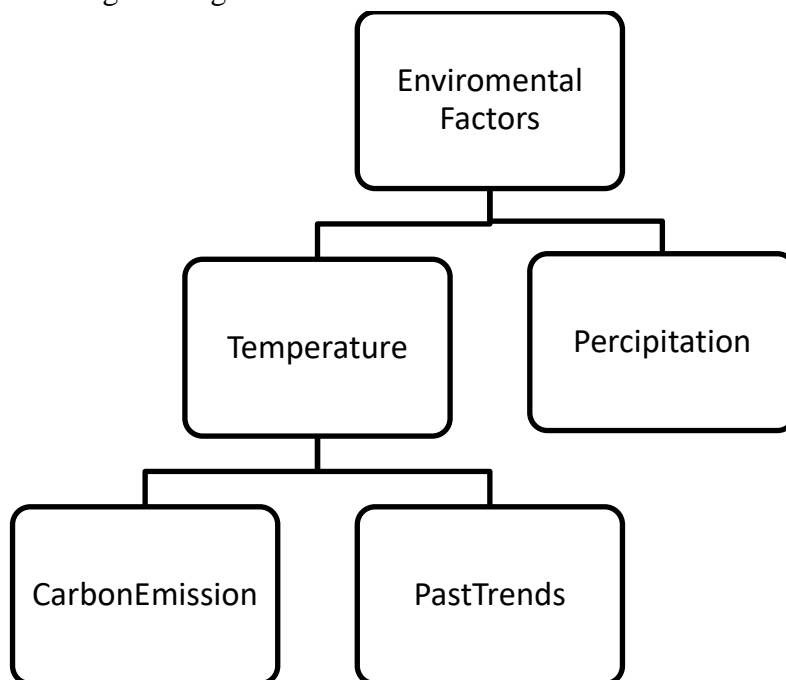 Enviromental
Factors
Temperature
Percipitation
CarbonEmission
PastTrends